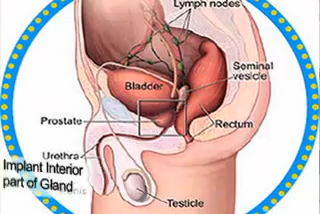 Lymph nodes
Seminal
vesicle
Bladder
Prostate
Rectum
Urethra
Implant Interior
part of Gland
Testicle